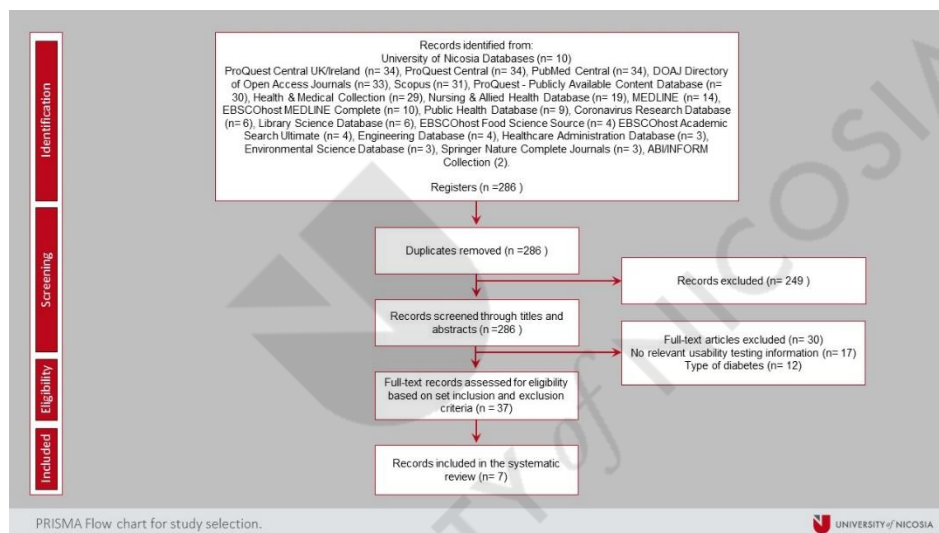 Identification
Records identified from:
University of Nicosia Databases (n= 10)
ProQuest Central UK/Ireland (n= 34), ProQuest Central (n= 34), PubMed Central (n= 34), DOAJ Directory
of Open Access Journals (n= 33), Scopus (n= 31), ProQuest - Publicly Available Content Database (n=
30), Health & Medical Collection (n= 29), Nursing & Allied Health Database (n= 19), MEDLINE (n= 14),
EBSCOhost MEDLINE Complete (n= 10), Public Health Database (n= 9), Coronavirus Research Database
(n= 6), Library Science Database (n= 6), EBSCOhost Food Science Source (n= 4) EBSCOhost Academic
Search Ultimate (n= 4), Engineering Database (n= 4), Healthcare Administration Database (n= 3),
Environmental Science Database (n= 3), Springer Nature Complete Journals (n= 3), ABI/INFORM
Collection (2).
Registers (n =286 )
Screening
Duplicates removed (n =286 )
Records excluded (n= 249 )
Records screened through titles and
abstracts (n =286 )
Full-text articles excluded (n= 30)
No relevant usability testing information (n= 17)
Type of diabetes (n= 12)
Eligibility
Full-text records assessed for eligibility
based on set inclusion and exclusion
criteria (n = 37)
Included
Records included in the systematic
review (n= 7)
PRISMA Flow chart for study selection.
UNIVERSITY of NICOSIA
ITY of NICOSIA